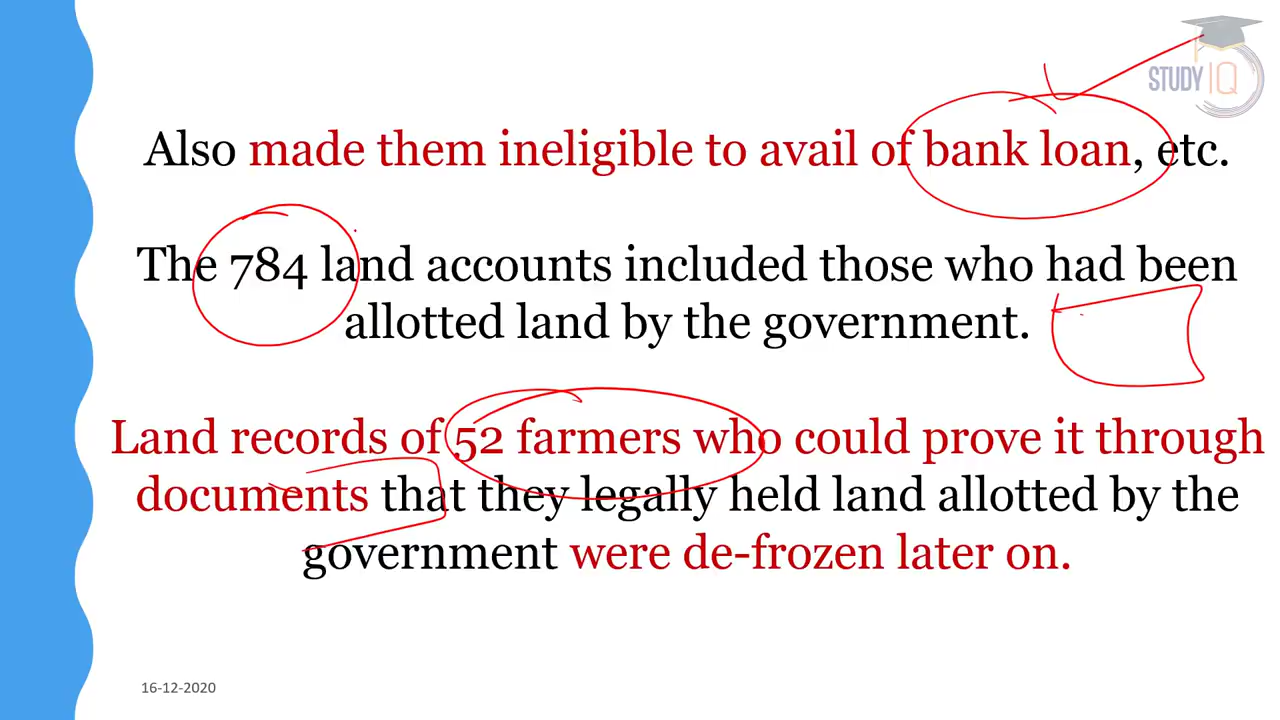 STUDY IQ
Also made them ineligible to avail of bank loan, etc.
The 784 land accounts included those who had been
allotted land by the government.
Land records of 52 farmers who could prove it through
documents that they legally held land allotted by the
government were de-frozen later on.
16-12-2020